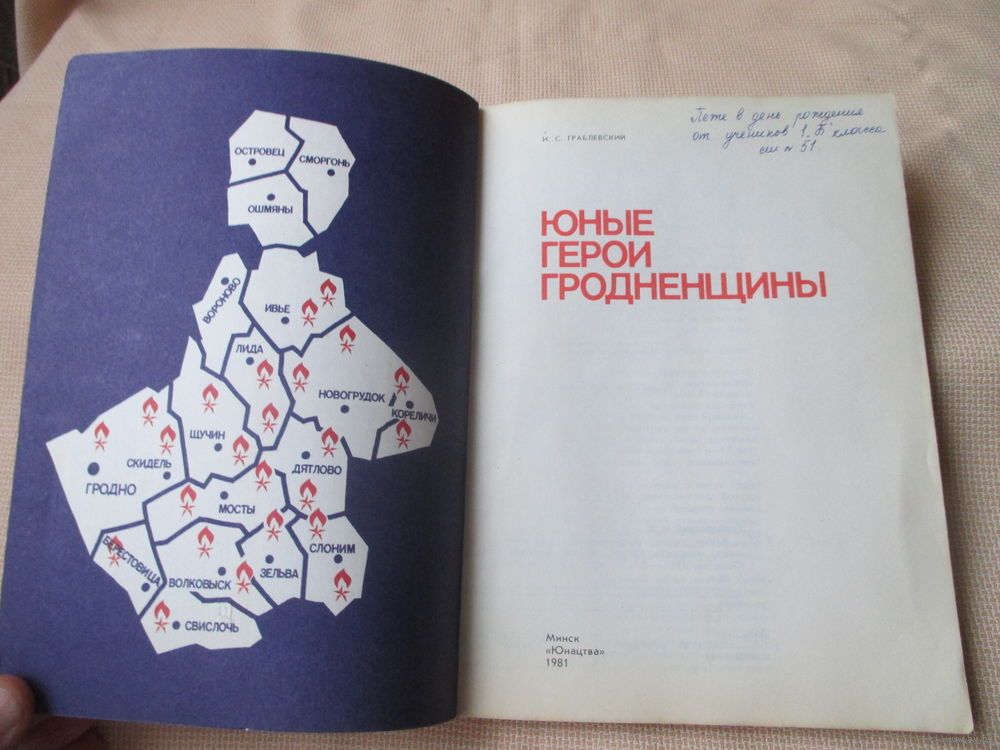 ОСТРОВЕЦ
СМОРГОНЬ
ОШМЯНЫ
ВОРОНОВО
ИВЬЕ
ЛИДА
НОВОГРУДОК
КОРЕЛИЧИ
ЩУЧИН
СКИДЕЛЬ
ДЯТЛОВО
ГРОДНО
МОСТЫ
БЕРЕСТОВИЦА
СЛОНИМ
ЗЕЛЬВА
ВОЛКОВЫСК
СВИСЛОЧЬ
Пете в день рождения
от учеников 1 "Б" класса
сш № 51
И. С. ГРАБЛЕВСКИЙ
ЮНЫЕ
ГЕРОИ
ГРОДНЕНЩИНЫ
Минск
«Юнацтва»
1981